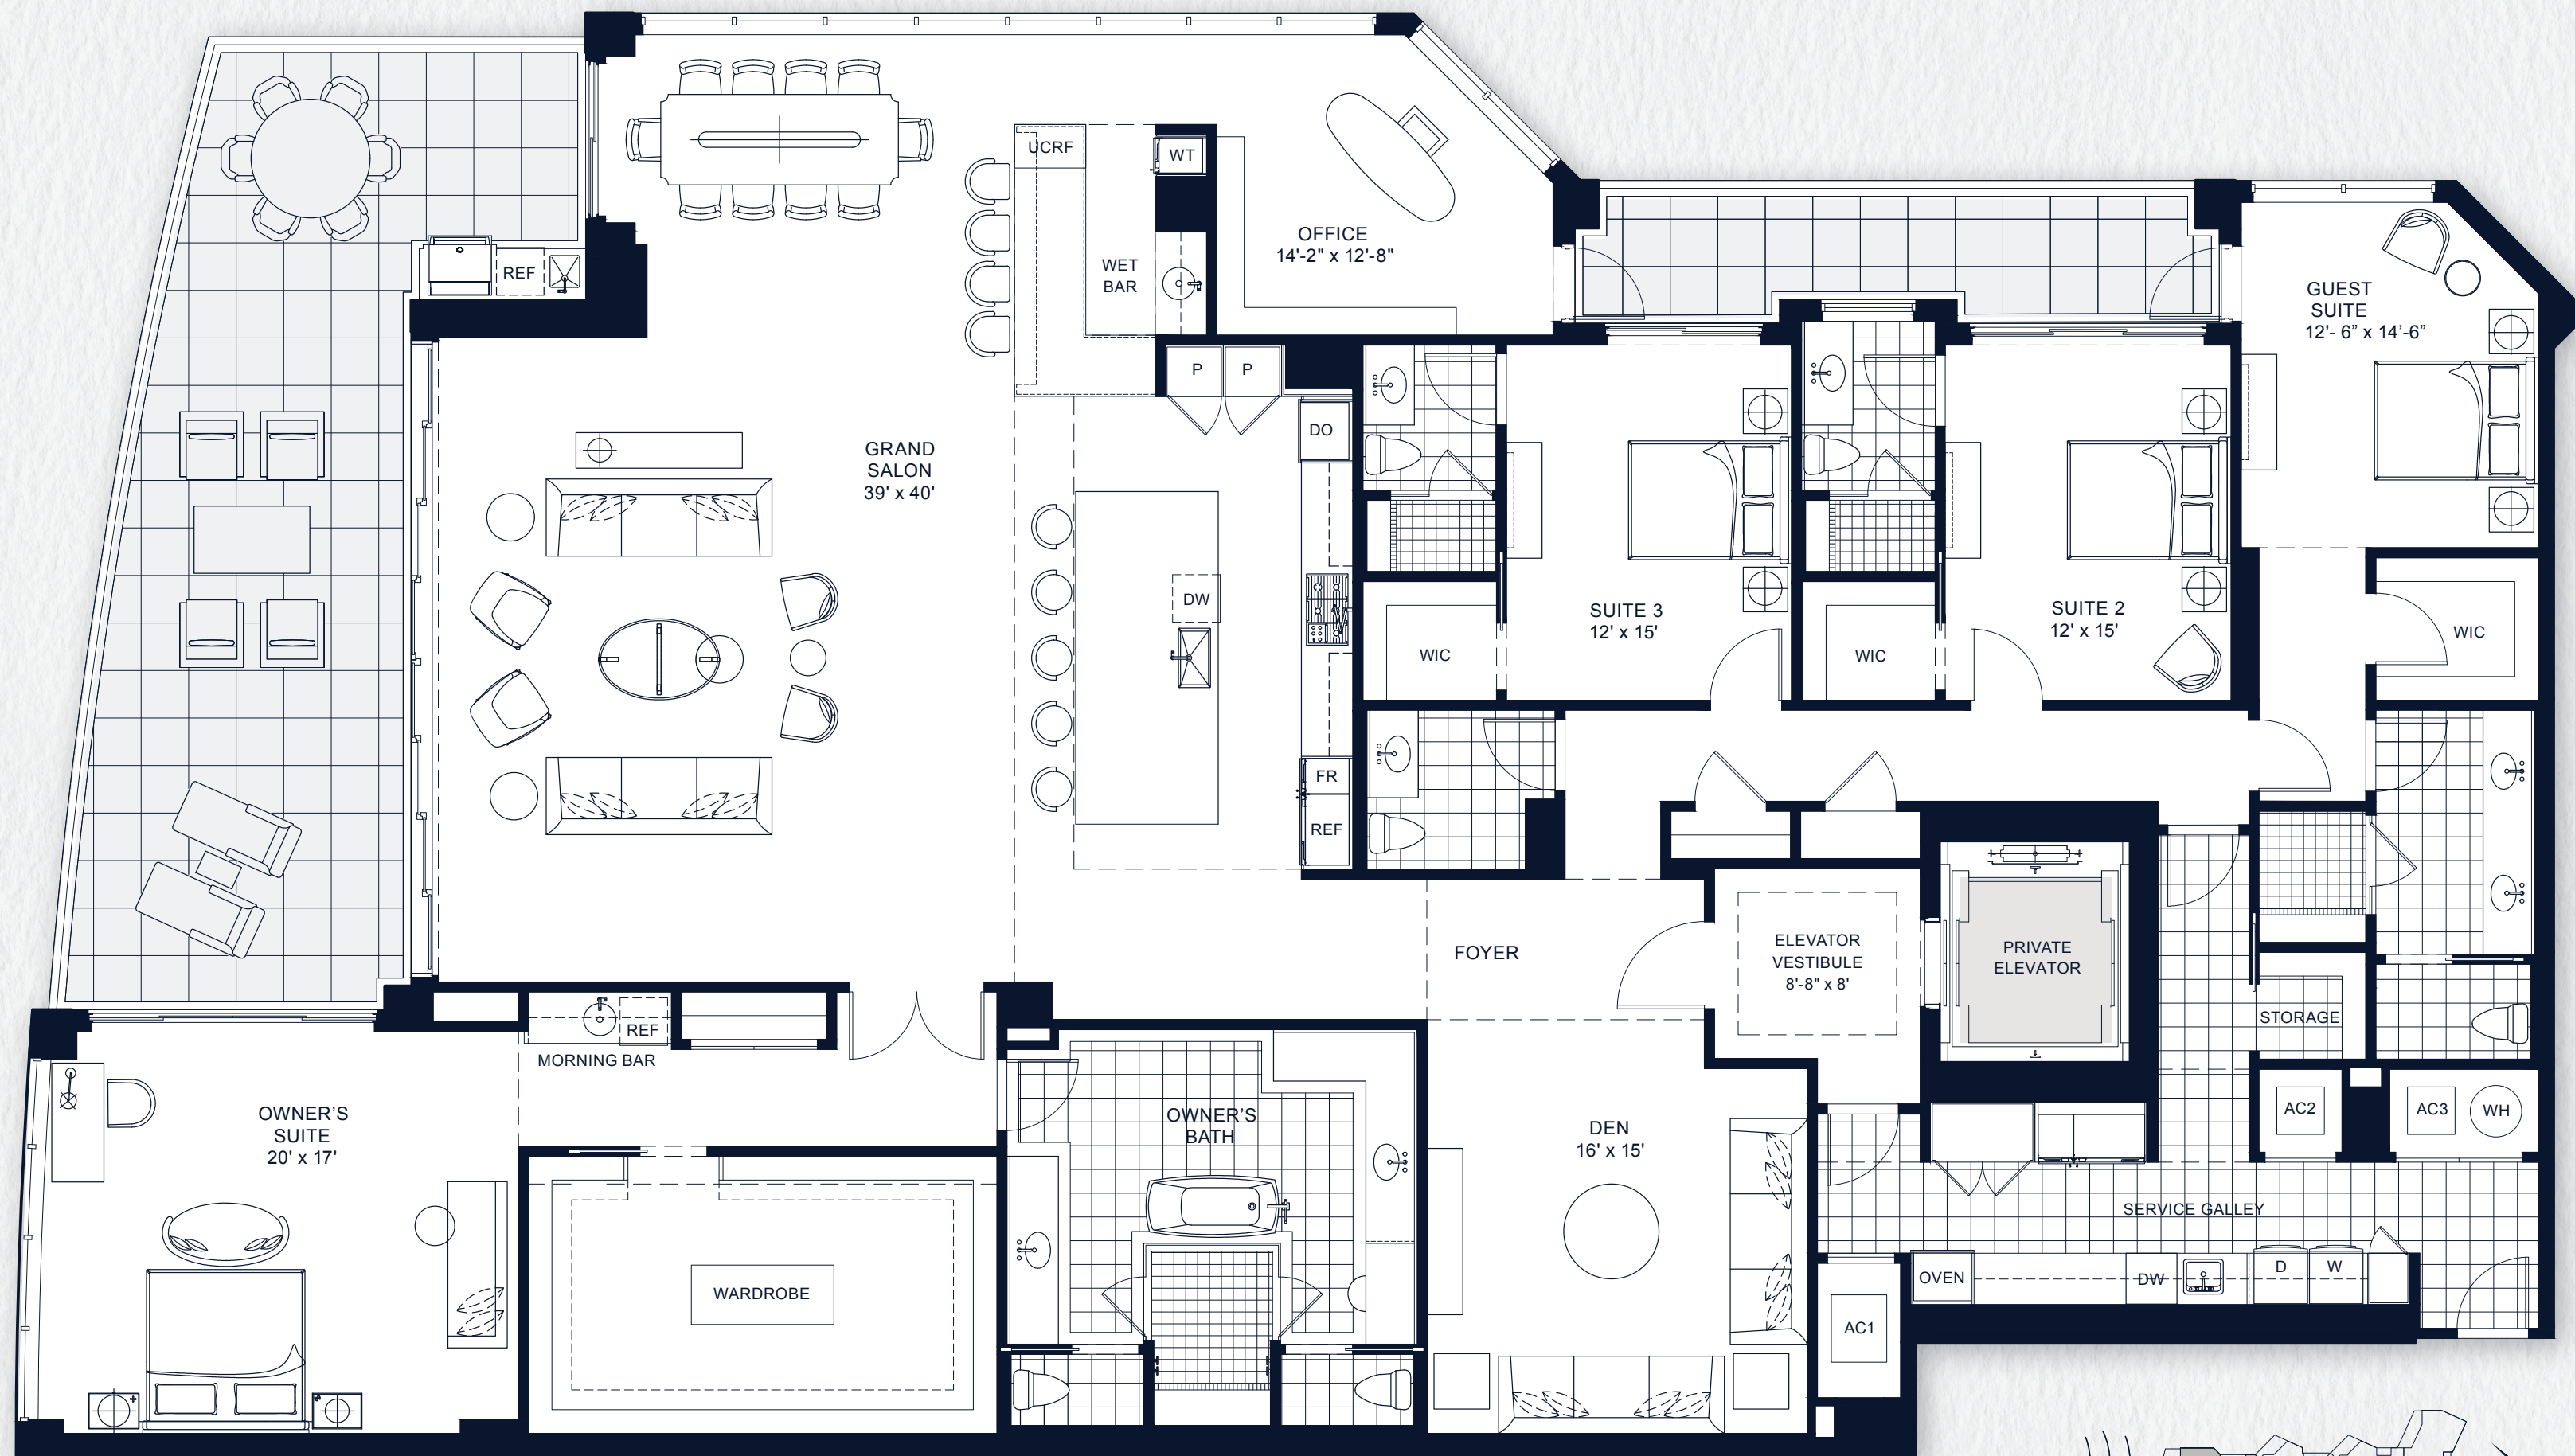 UCRF
WT
WET
BAR
REF
OFFICE
14'-2" x 12'-8"
GUEST
SUITE
12'- 6” x 14’-6”
P
P
DO
GRAND
SALON
39' x 40'
DW
SUITE 3
12' x 15'
SUITE 2
12' x 15'
WIC
WIC
WIC
FR
REF
FOYER
ELEVATOR
VESTIBULE
8'-8" x 8'
PRIVATE
ELEVATOR
STORAGE
REF
MORNING BAR
OWNER'S
SUITE
20' x 17'
OWNER'S
BATH
DEN
16' x 15'
AC2
AC3
WH
SERVICE GALLEY
WARDROBE
OVEN
DW
D
W
AC1